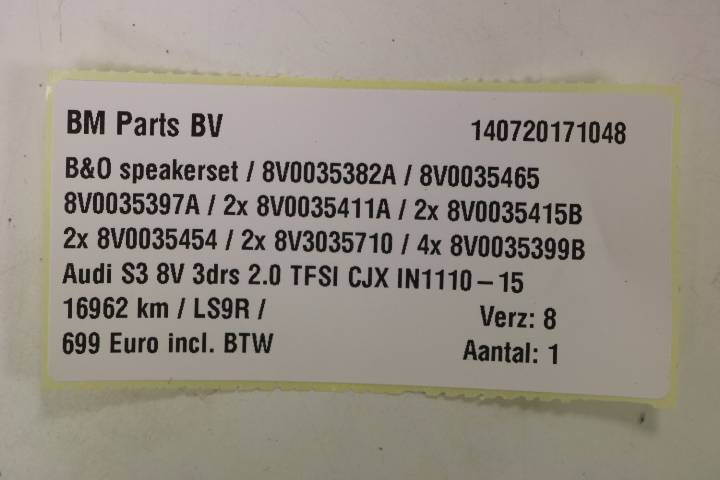 BM Parts BV 140720171048
B&O speakerset / 8V0035382A / 8V0035465
8V0035397A / 2x 8V0035411A / 2x 8V0035415B
2x 8V0035454 / 2x 8V3035710 / 4x 8V0035399B
Audi S3 8V 3drs 2.0 TFSI CJX IN1110-15
16962 km / LS9R / Verz: 8
699 Euro incl. BTW Aantal: 1